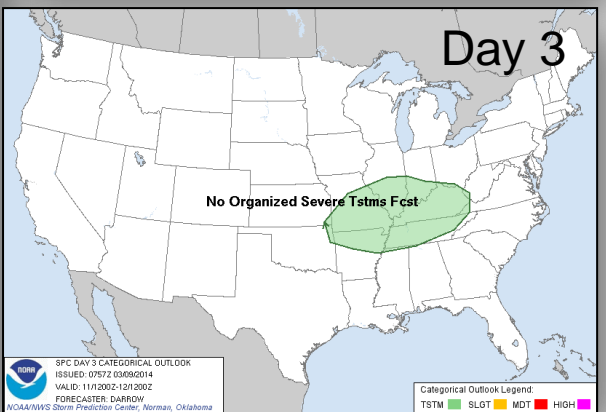 Day 3
No Organized Severe Tstms Fcst
NOAA
SPC DAY 3 CATEGORICAL OUTLOOK
ISSUED: 0757Z 03/09/2014
VALID: 11/1200Z-12/1200Z
FORECASTER: DARROW
NOAA/NWS Storm Prediction Center, Norman, Oklahoma
Categorical Outlook Legend:
TSTM SLGT MDT HIGH